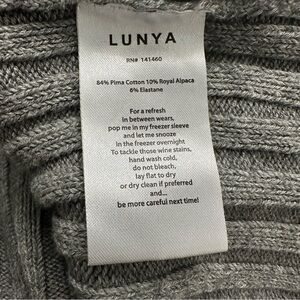 LUNYA
RN# 141460
84% Pima Cotton 10% Royal Alpaca
6% Elastane
For a refresh
in between wears,
pop me in my freezer sleeve
and let me snooze
in the freezer overnight
To tackle those wine stains,
hand wash cold,
do not bleach,
lay flat to dry
or dry clean if preferred
and...
be more careful next time!